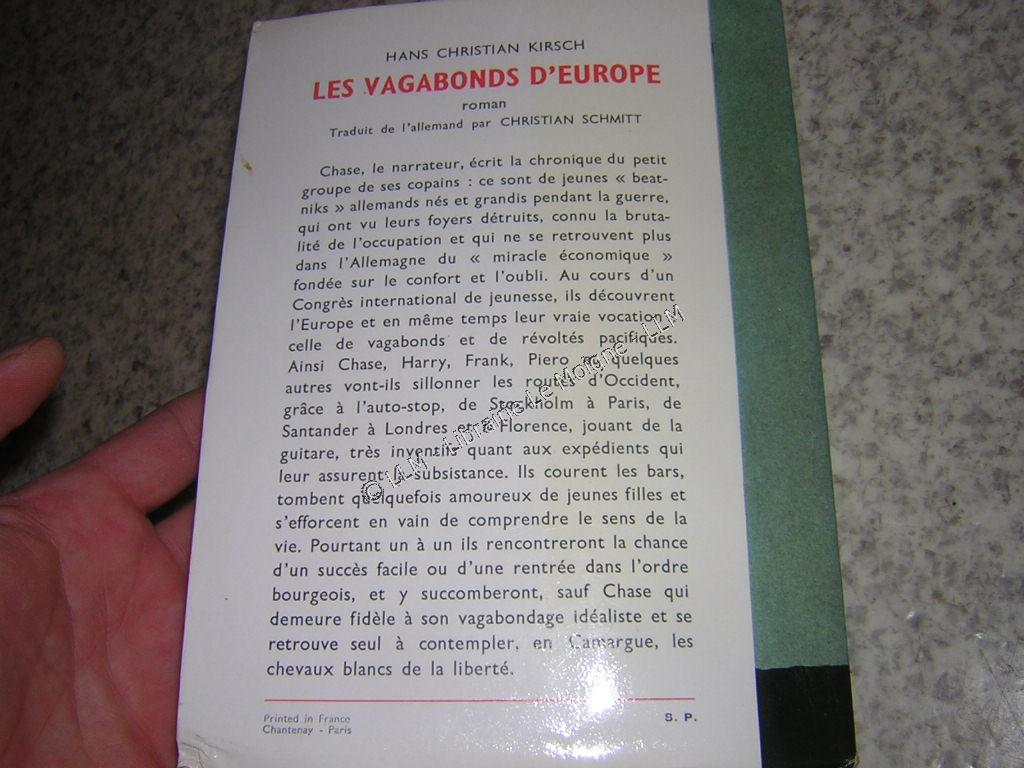 HANS CHRISTIAN KIRSCH
LES VAGABONDS D'EUROPE
roman
Traduit de l'allemand par CHRISTIAN SCHMITT
Chase, le narrateur, écrit la chronique du petit
groupe de ses copains : ce sont de jeunes « beat-
niks » allemands nés et grandis pendant la guerre,
qui ont vu leurs foyers détruits, connu la bruta-
lité de l'occupation et qui ne se retrouvent plus
dans l'Allemagne du « miracle économique »
fondée sur le confort et l'oubli. Au cours d'un
Congrès international de jeunesse, ils découvrent
l'Europe et en même temps leur vraie vocation :
celle de vagabonds et de révoltés pacifiques.
Ainsi Chase, Harry, Frank, Piero et quelques
autres vont-ils sillonner les routes d'Occident,
grâce à l'auto-stop, de Stockholm à Paris, de
Santander à Londres et à Florence, jouant de la
guitare, très inventifs quant aux expédients qui
leur assurent la subsistance. Ils courent les bars,
tombent quelquefois amoureux de jeunes filles et
s'efforcent en vain de comprendre le sens de la
vie. Pourtant un à un ils rencontreront la chance
d'un succès facile ou d'une rentrée dans l'ordre
bourgeois, et y succomberont, sauf Chase qui
demeure fidèle à son vagabondage idéaliste et se
retrouve seul à contempler, en Camargue, les
chevaux blancs de la liberté.
Printed in France
Chantenay - Paris
S. P.
© LLM - Librairie Le Moigne - LLM